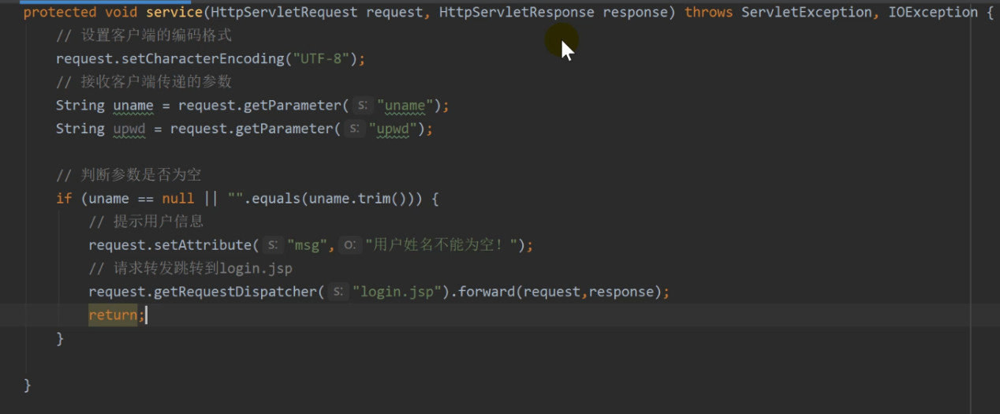 protected void service(HttpServletRequest request, HttpServletResponse response) throws ServletException, IOException {
// 设置客户端的编码格式
request.setCharacterEncoding("UTF-8");
// 接收客户端传递的参数
String uname = request.getParameter( s: "uname");
String upwd = request.getParameter( s: "upwd");
// 判断参数是否为空
if (uname == null || "".equals(uname.trim())) {
// 提示用户信息
request.setAttribute( s: "msg", o: "用户姓名不能为空！");
// 请求转发跳转到login.jsp
request.getRequestDispatcher( s: "login.jsp").forward(request,response);
return;
}
}